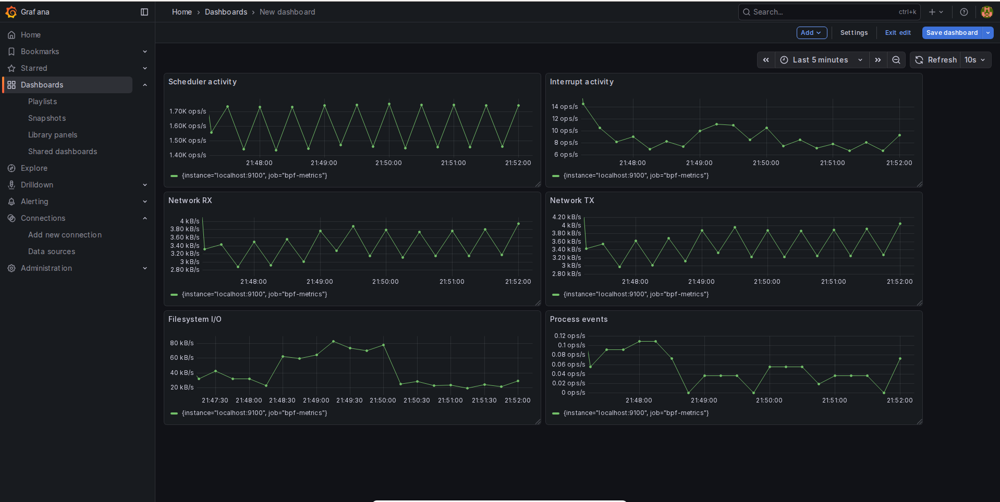 Grafana
Home › Dashboards › New dashboard
Search...
ctrl+k
Add
Settings
Exit edit
Save dashboard
Home
Bookmarks
Starred
Dashboards
Playlists
Snapshots
Library panels
Shared dashboards
Explore
Drilldown
Alerting
Connections
Add new connection
Data sources
Administration
Last 5 minutes
Refresh
10s
Scheduler activity
1.70K ops/s
1.60K ops/s
1.50K ops/s
1.40K ops/s
21:48:00 21:49:00 21:50:00 21:51:00 21:52:00
{instance="localhost:9100", job="bpf-metrics"}
Interrupt activity
14 ops/s
12 ops/s
10 ops/s
8 ops/s
6 ops/s
21:48:00 21:49:00 21:50:00 21:51:00 21:52:00
{instance="localhost:9100", job="bpf-metrics"}
Network RX
4 kB/s
3.80 kB/s
3.60 kB/s
3.40 kB/s
3.20 kB/s
3 kB/s
2.80 kB/s
21:48:00 21:49:00 21:50:00 21:51:00 21:52:00
{instance="localhost:9100", job="bpf-metrics"}
Network TX
4.20 kB/s
4 kB/s
3.80 kB/s
3.60 kB/s
3.40 kB/s
3.20 kB/s
3 kB/s
2.80 kB/s
21:48:00 21:49:00 21:50:00 21:51:00 21:52:00
{instance="localhost:9100", job="bpf-metrics"}
Filesystem I/O
80 kB/s
60 kB/s
40 kB/s
20 kB/s
21:47:30 21:48:00 21:48:30 21:49:00 21:49:30 21:50:00 21:50:30 21:51:00 21:51:30 21:52:00
{instance="localhost:9100", job="bpf-metrics"}
Process events
0.12 ops/s
0.1 ops/s
0.08 ops/s
0.06 ops/s
0.04 ops/s
0.02 ops/s
0 ops/s
21:48:00 21:49:00 21:50:00 21:51:00 21:52:00
{instance="localhost:9100", job="bpf-metrics"}